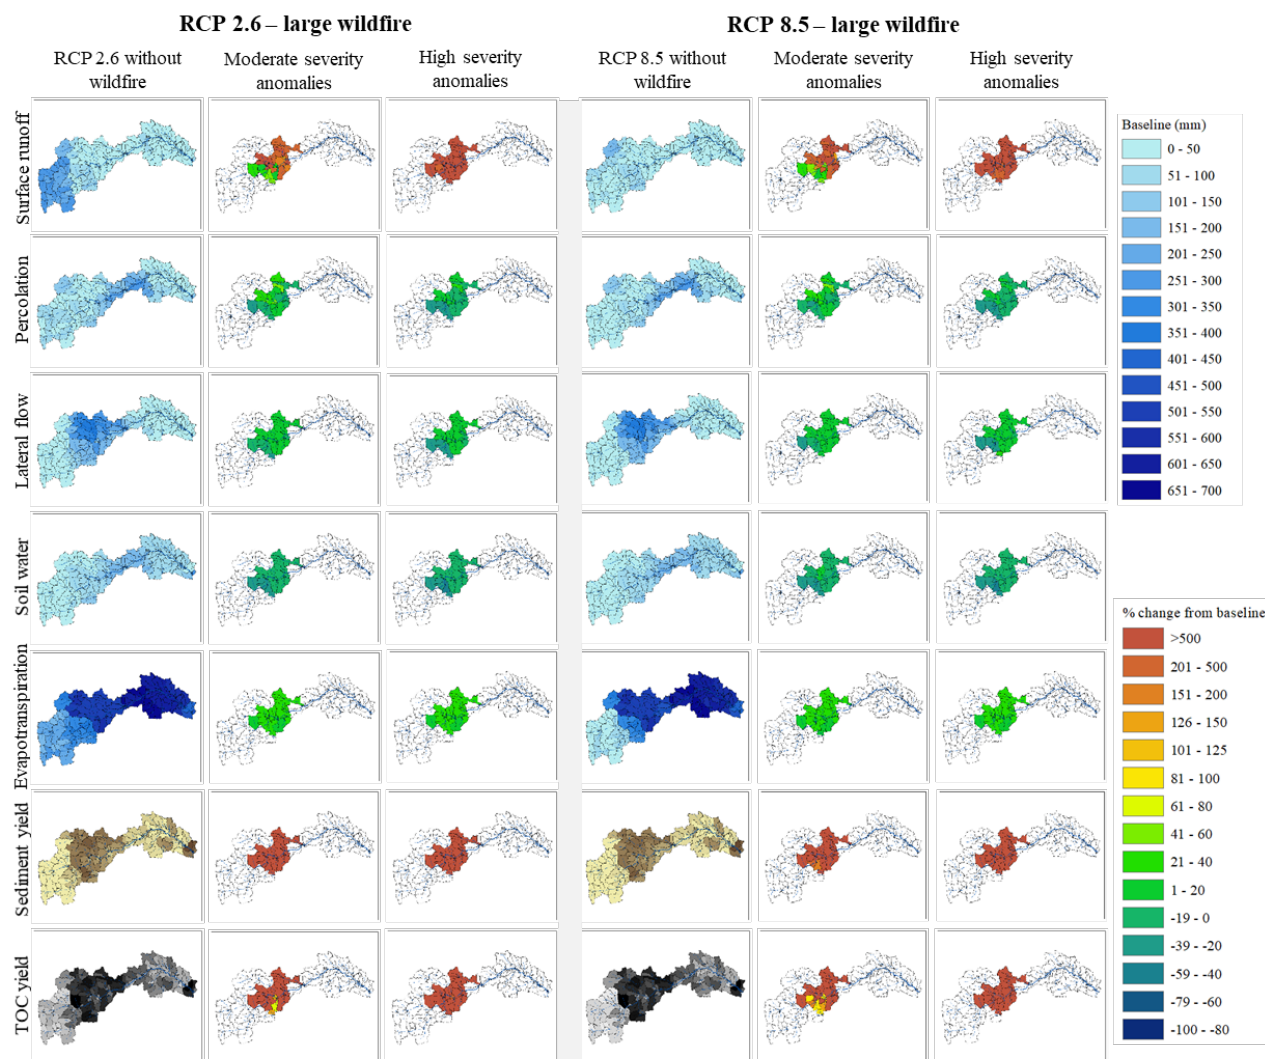 RCP 2.6 – large wildfire
RCP 8.5 – large wildfire
RCP 2.6 without
wildfire
Moderate severity
anomalies
High severity
anomalies
RCP 8.5 without
wildfire
Moderate severity
anomalies
High severity
anomalies
Surface runoff
Percolation
Lateral flow
Soil water
Evapotranspiration
Sediment yield
TOC yield
Baseline (mm)
0 - 50
51 - 100
101 - 150
151 - 200
201 - 250
251 - 300
301 - 350
351 - 400
401 - 450
451 - 500
501 - 550
551 - 600
601 - 650
651 - 700
% change from baseline
>500
201 - 500
151 - 200
126 - 150
101 - 125
81 - 100
61 - 80
41 - 60
21 - 40
1 - 20
-19 - 0
-39 - -20
-59 - -40
-79 - -60
-100 - -80